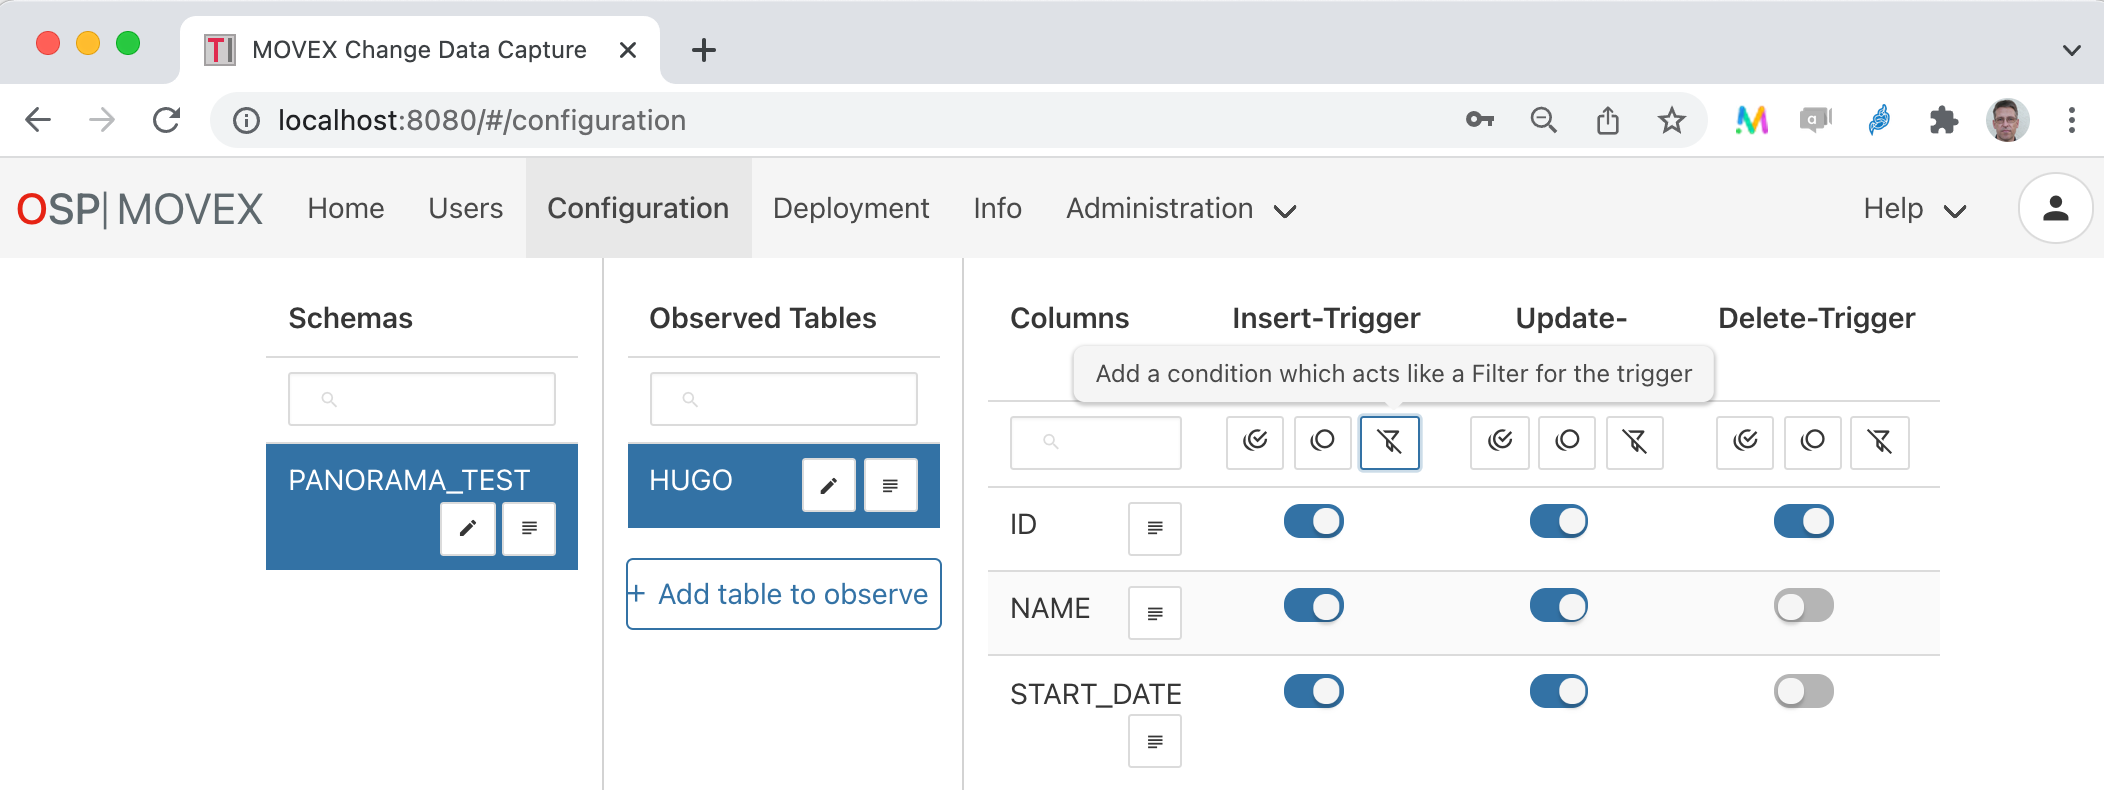 TI MOVEX Change Data Capture
localhost:8080/#/configuration
OSP| MOVEX Home Users Configuration Deployment Info Administration Help
Schemas Observed Tables Columns Insert-Trigger Update- Delete-Trigger
Add a condition which acts like a Filter for the trigger
PANORAMA_TEST HUGO
ID
+ Add table to observe
NAME
START_DATE